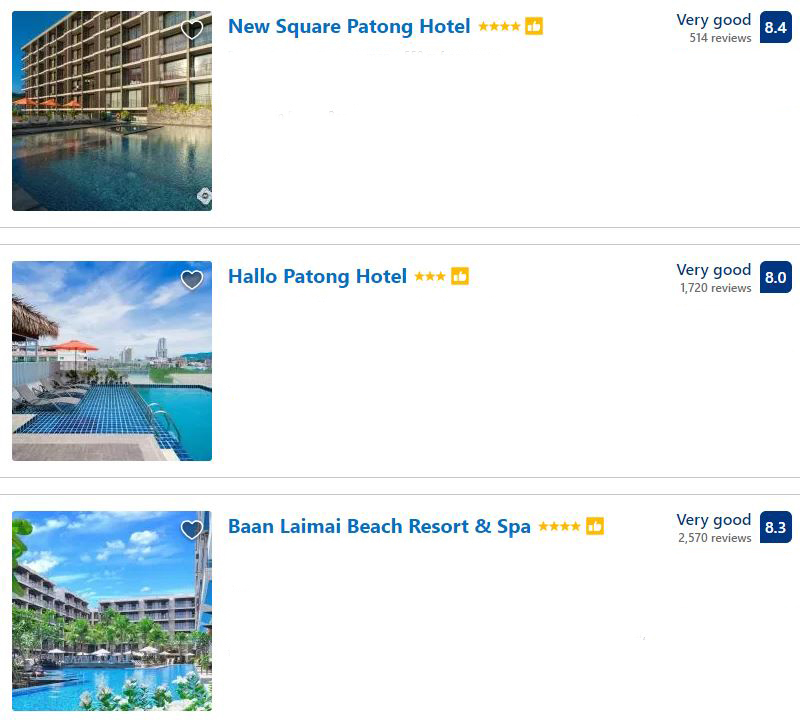 New Square Patong Hotel
Very good
514 reviews
8.4
Hallo Patong Hotel
Very good
1,720 reviews
8.0
Baan Laimai Beach Resort & Spa
Very good
2,570 reviews
8.3